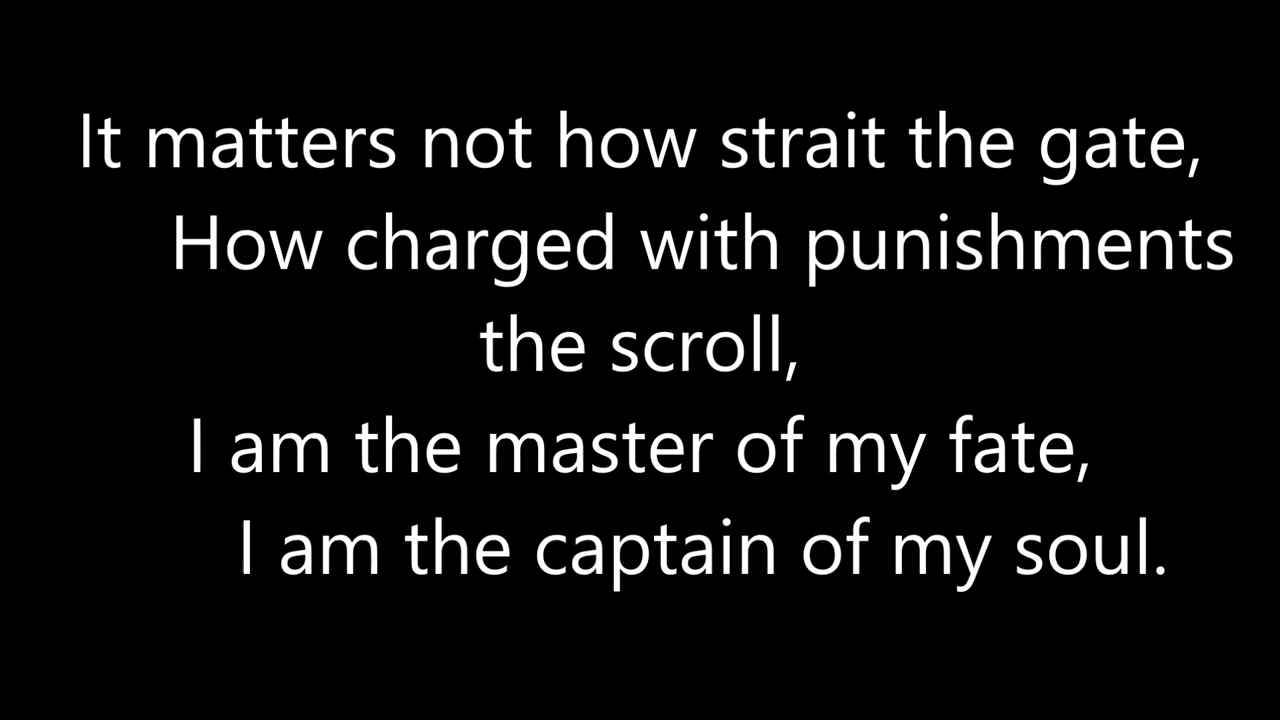 It matters not how strait the gate,
How charged with punishments
the scroll,
I am the master of my fate,
I am the captain of my soul.